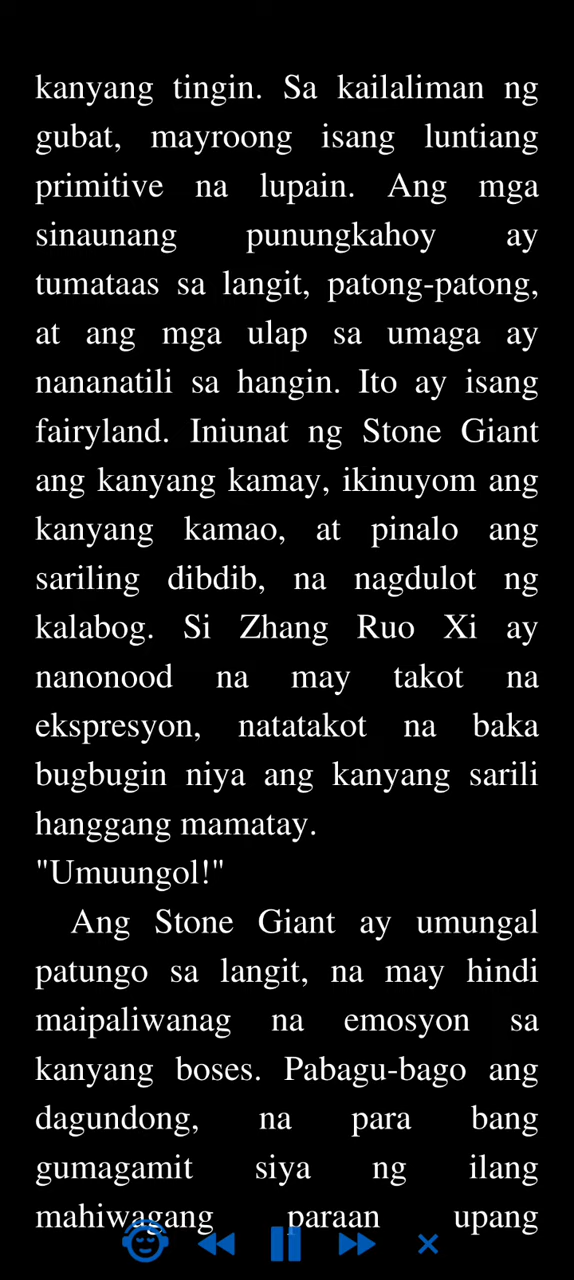 kanyang tingin. Sa kailaliman ng
gubat, mayroong isang luntiang
primitive na lupain. Ang mga
sinaunang punungkahoy ay
tumataas sa langit, patong-patong,
at ang mga ulap sa umaga ay
nananatili sa hangin. Ito ay isang
fairyland. Iniunat ng Stone Giant
ang kanyang kamay, ikinuyom ang
kanyang kamao, at pinalo ang
sariling dibdib, na nagdulot ng
kalabog. Si Zhang Ruo Xi ay
nanonood na may takot na
ekspresyon, natatakot na baka
bugbugin niya ang kanyang sarili
hanggang mamatay.
"Umuungol!"
Ang Stone Giant ay umungal
patungo sa langit, na may hindi
maipaliwanag na emosyon sa
kanyang boses. Pabagu-bago ang
dagundong, na para bang
gumagamit siya ng ilang
mahiwagang paraan upang